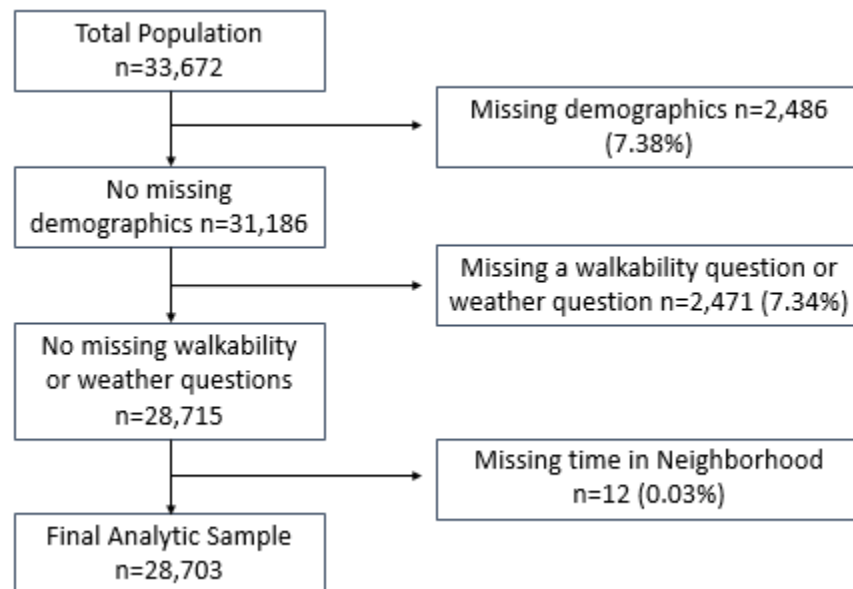 Total Population
n=33,672
Missing demographics n=2,486
(7.38%)
No missing
demographics n=31,186
Missing a walkability question or
weather question n=2,471 (7.34%)
No missing walkability
or weather questions
n=28,715
Missing time in Neighborhood
n=12 (0.03%)
Final Analytic Sample
n=28,703